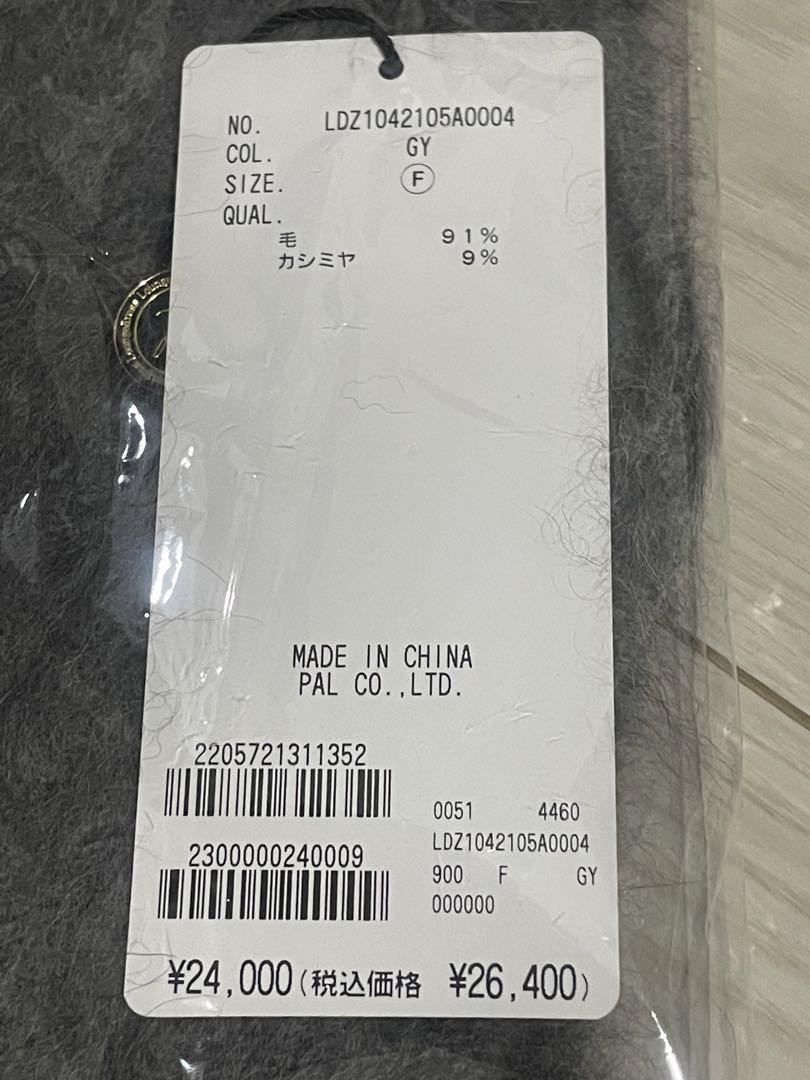 NO. LDZ1042105A0004
COL. GY
SIZE. F
QUAL.
毛 91%
カシミヤ 9%
MADE IN CHINA
PAL CO.,LTD.
2205721311352
2300000240009
0051 4460
LDZ1042105A0004
900 F GY
000000
¥24,000(税込価格 ¥26,400)